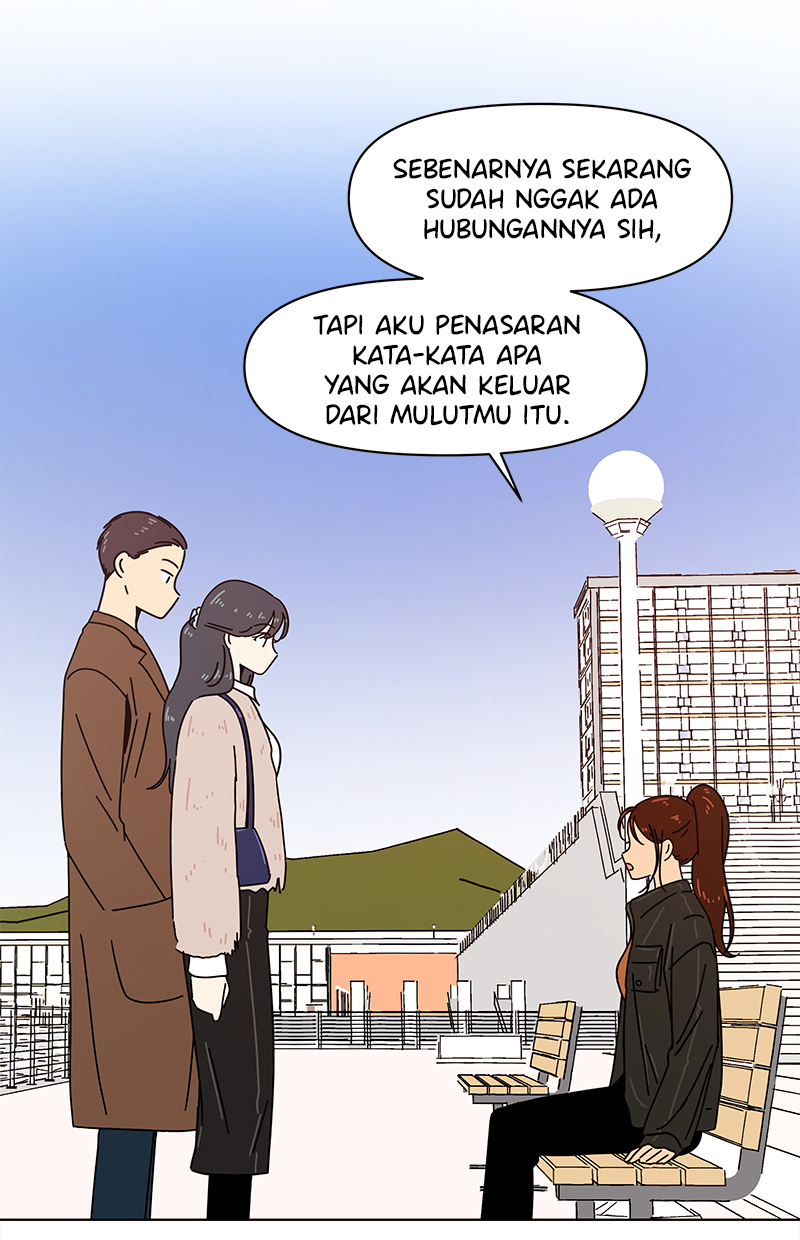 SEBENARNYA SEKARANG
SUDAH NGGAK ADA
HUBUNGANNYA SIH,
TAPI AKU PENASARAN
KATA-KATA APA
YANG AKAN KELUAR
DARI MULUTMU ITU.